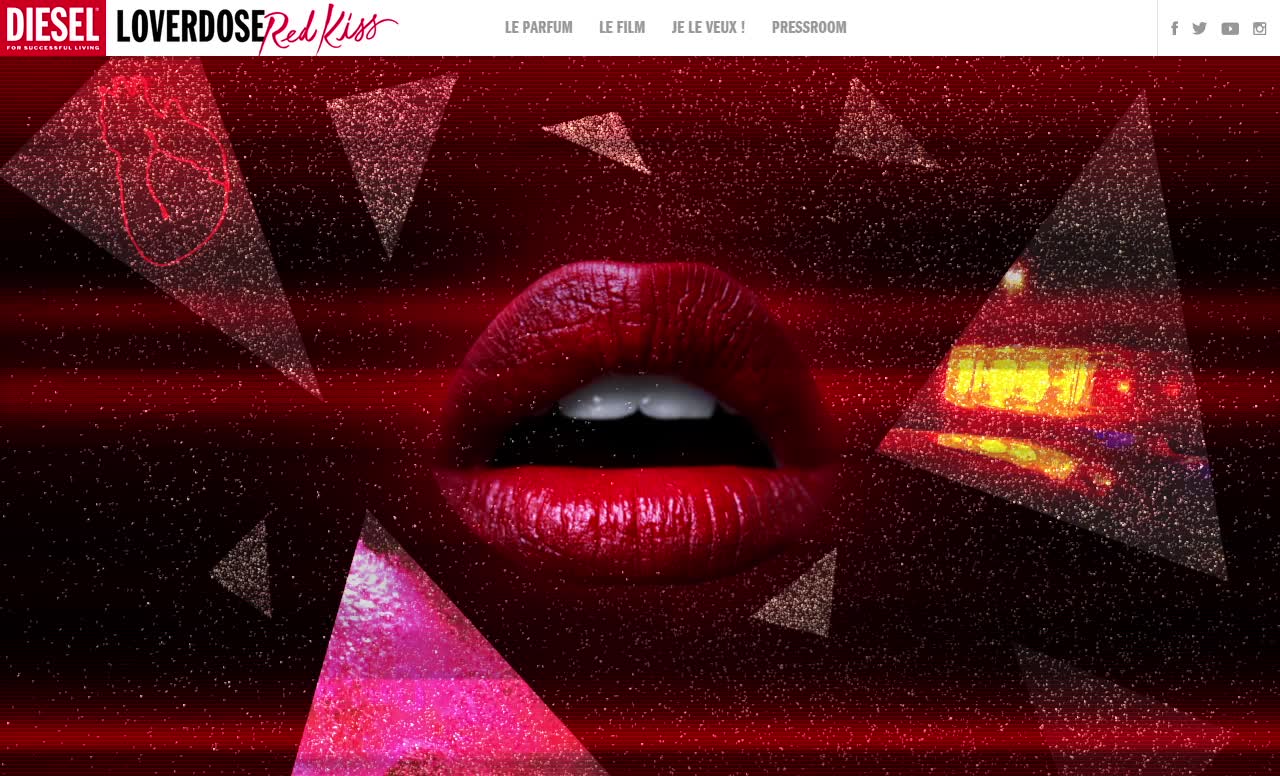 DIESEL
FOR SUCCESSFUL LIVING
LOVERDOSE Red Kiss
LE PARFUM
LE FILM
JE LE VEUX !
PRESSROOM